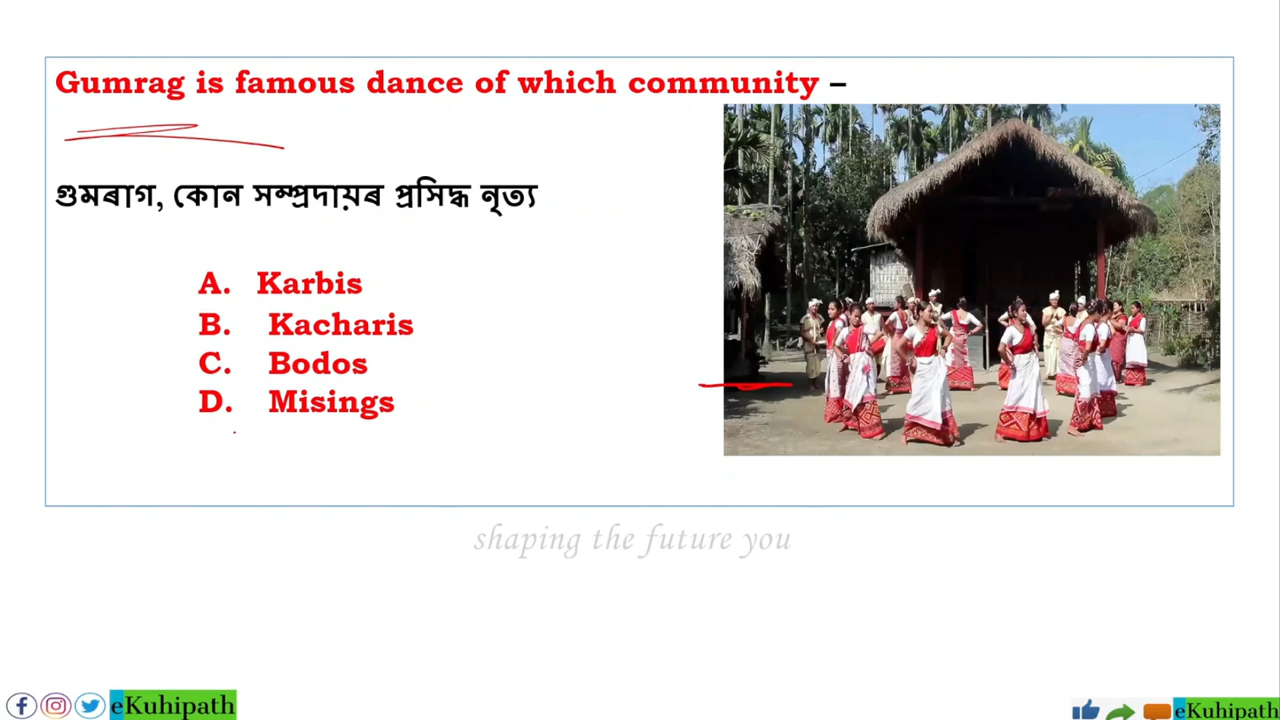 Gumrag is famous dance of which community –
গুমৰাগ, কোন সম্প্ৰদায়ৰ প্ৰসিদ্ধ নৃত্য
A. Karbis
B. Kacharis
C. Bodos
D. Misings
shaping the future you
eKuhipath
eKuhipath